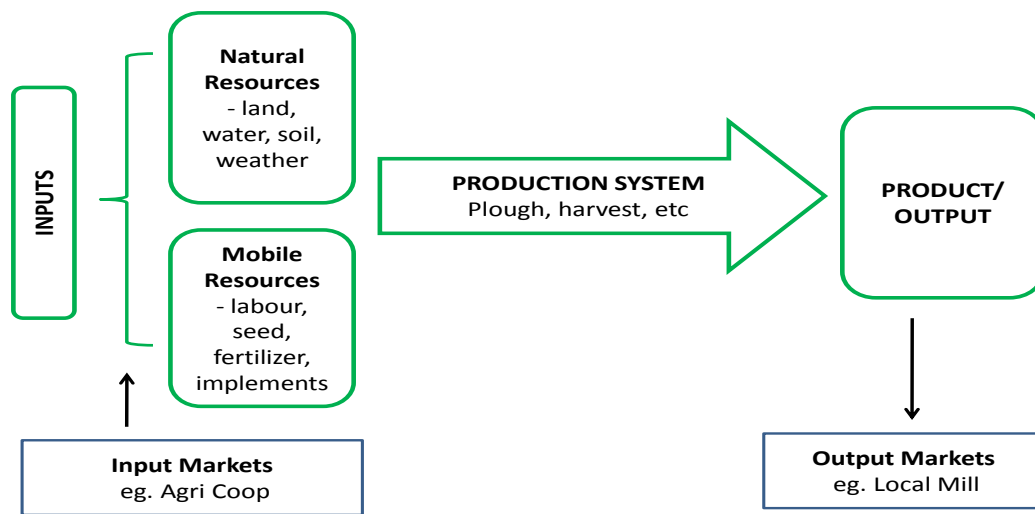 INPUTS
Natural
Resources
- land,
water, soil,
weather
Mobile
Resources
- labour,
seed,
fertilizer,
implements
Input Markets
eg. Agri Coop
PRODUCTION SYSTEM
Plough, harvest, etc
PRODUCT/
OUTPUT
Output Markets
eg. Local Mill